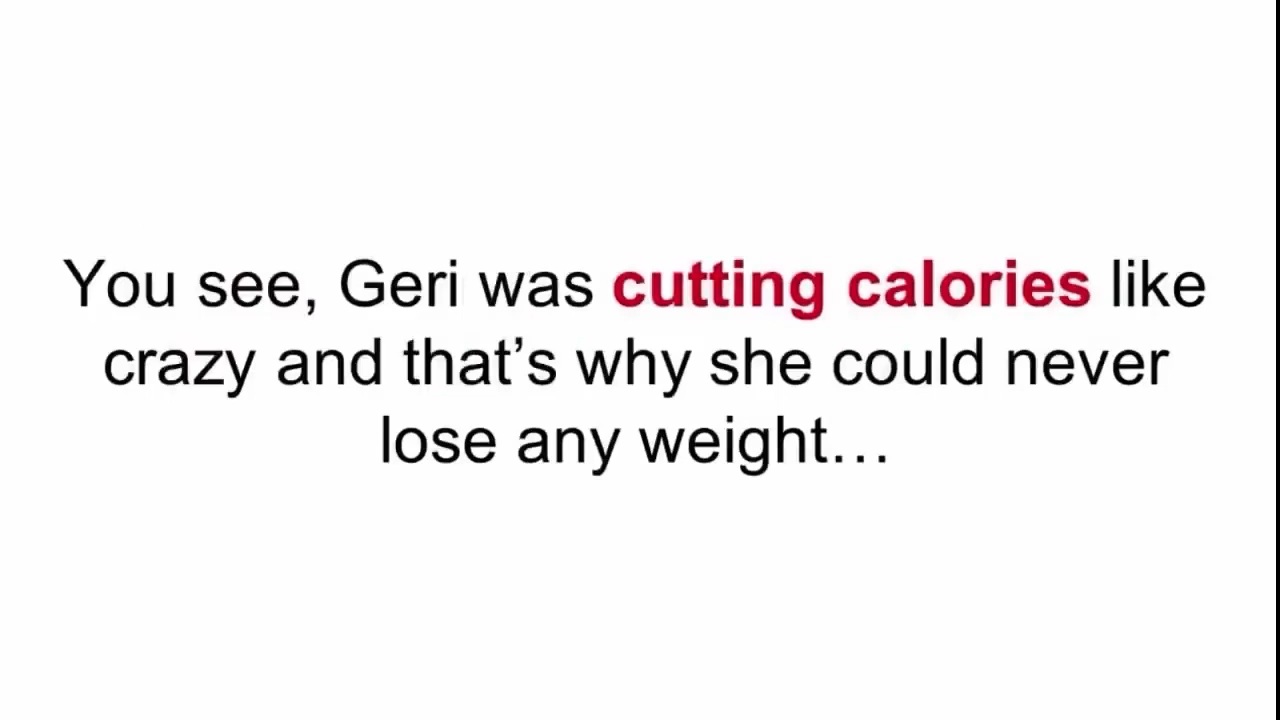 You see, Geri was cutting calories like
crazy and that’s why she could never
lose any weight…